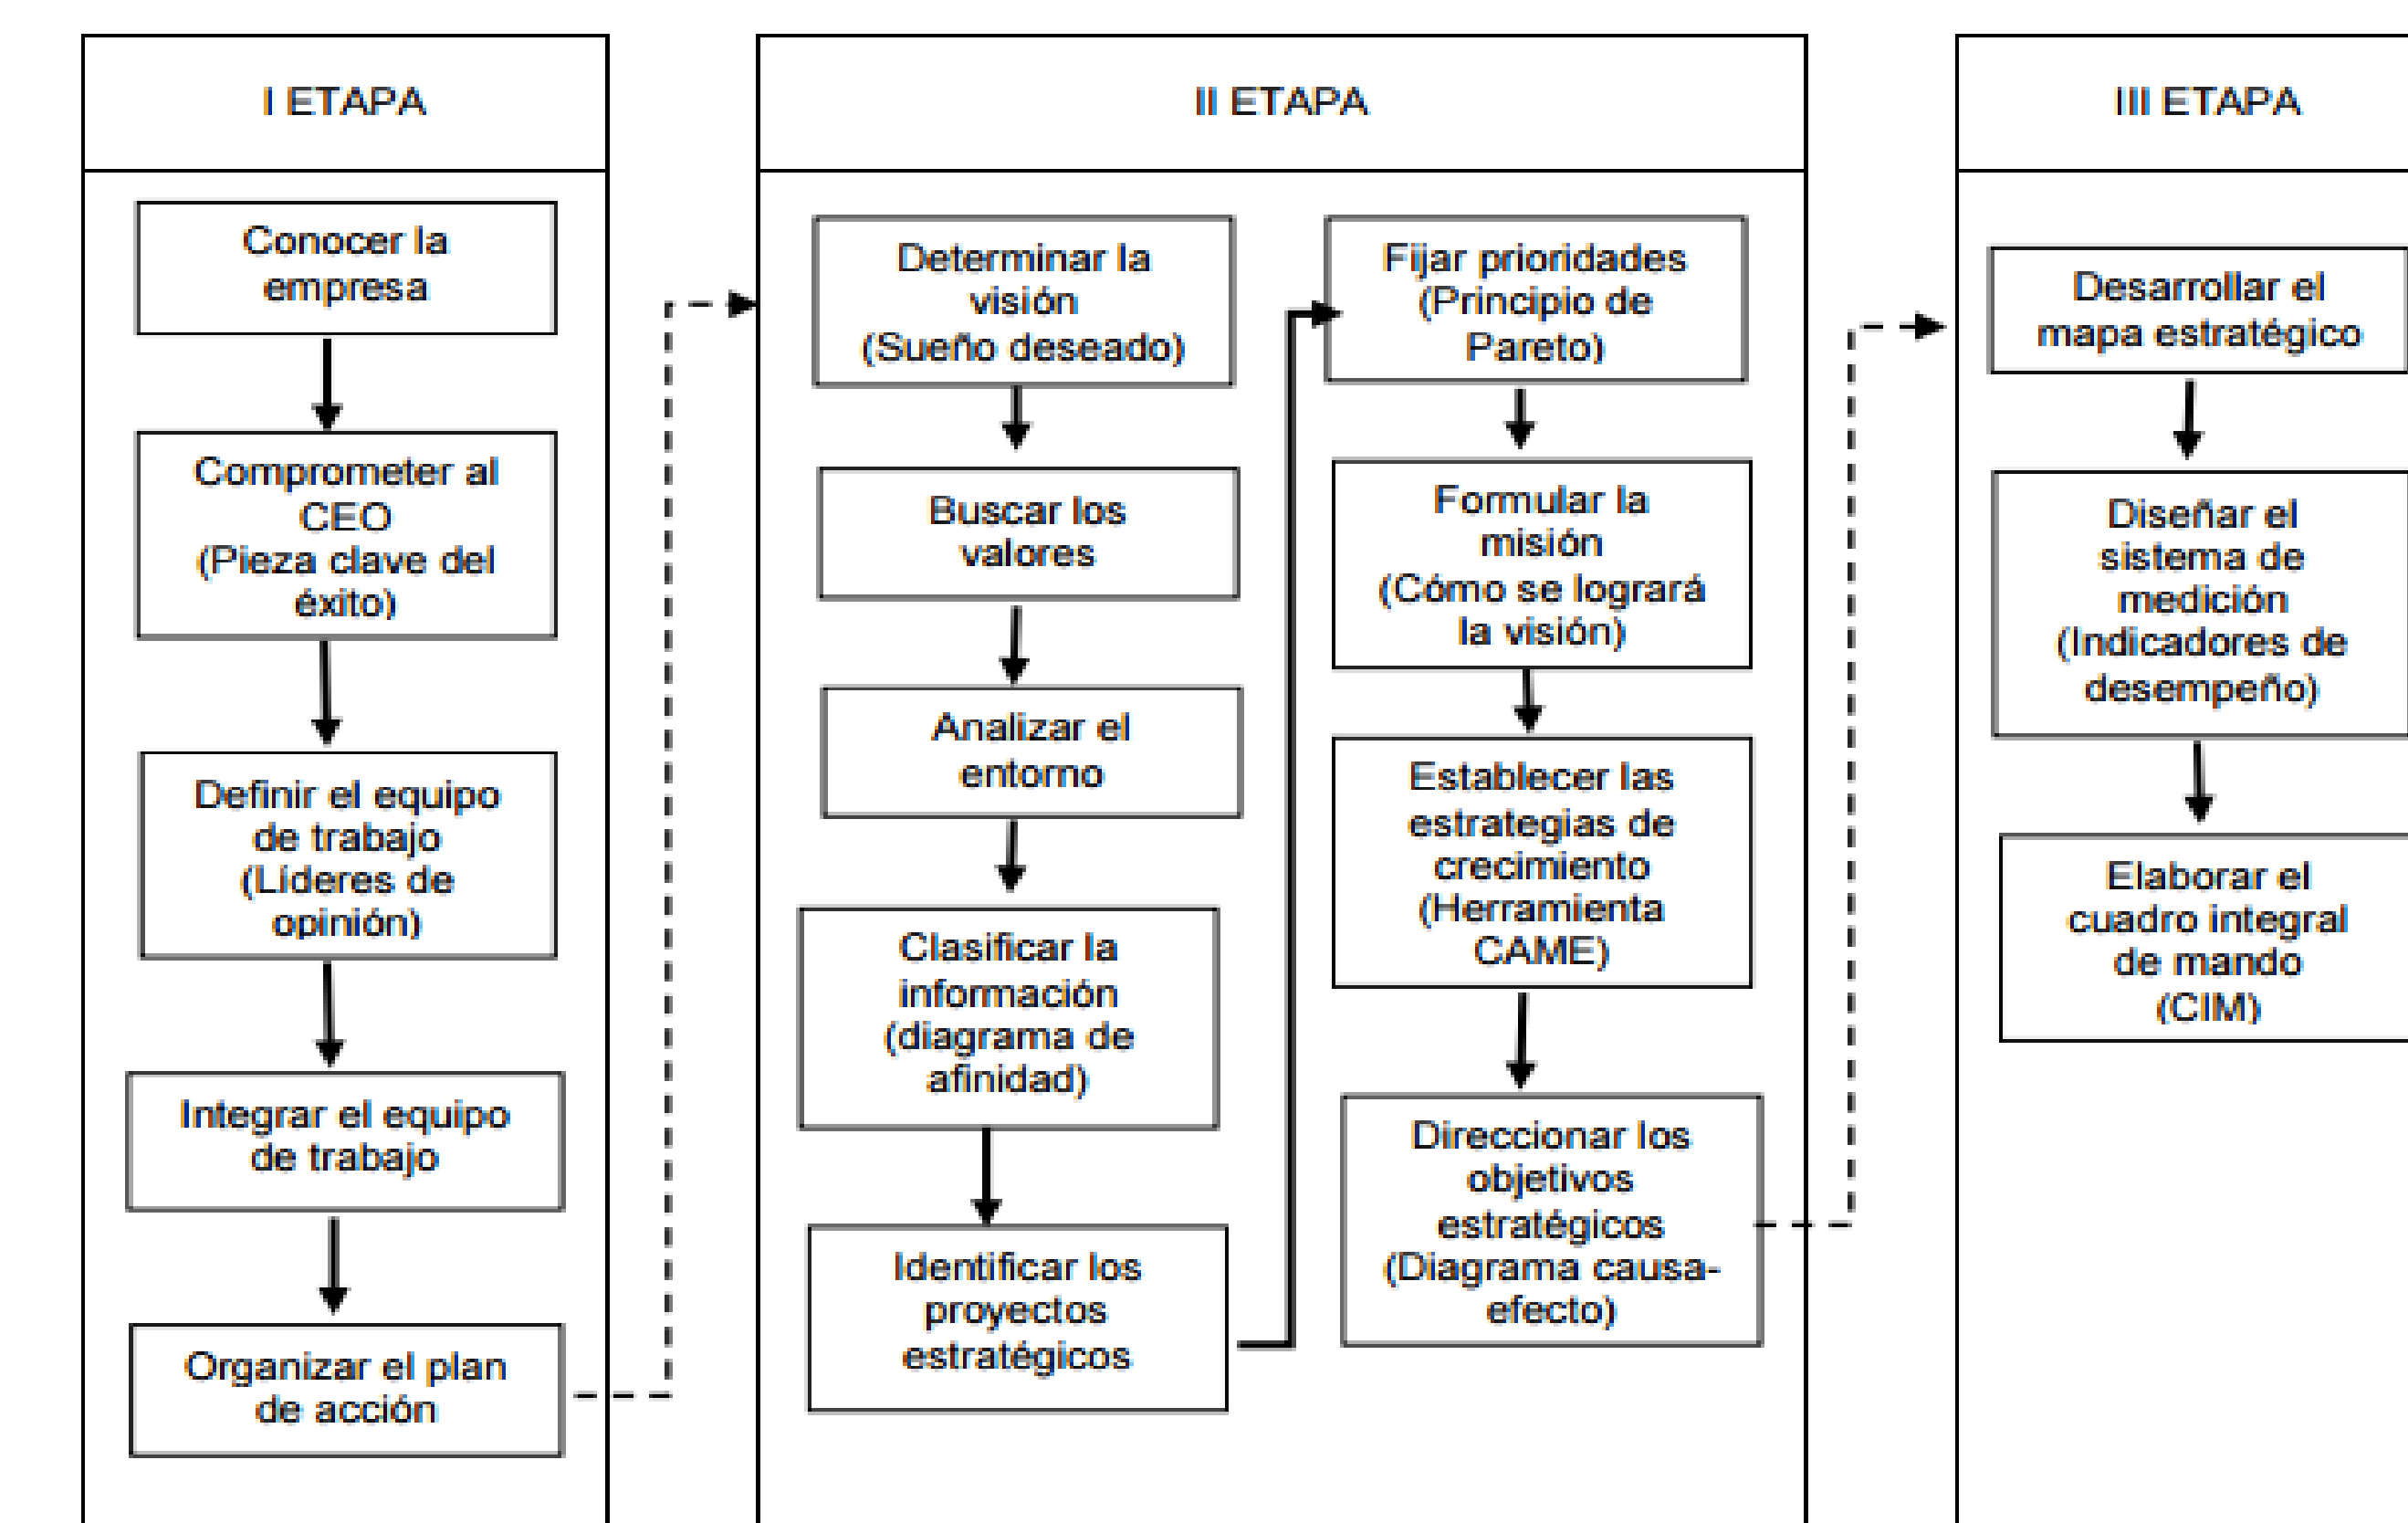 I ETAPA
Conocer la
empresa
Comprometer al
CEO
(Pieza clave del
éxito)
Definir el equipo
de trabajo
(Líderes de
opinión)
Integrar el equipo
de trabajo
Organizar el plan
de acción
II ETAPA
Determinar la
visión
(Sueño deseado)
Buscar los
valores
Analizar el
entorno
Clasificar la
información
(diagrama de
afinidad)
Identificar los
proyectos
estratégicos
Fijar prioridades
(Principio de
Pareto)
Formular la
misión
(Cómo se logrará
la visión)
Establecer las
estrategias de
crecimiento
(Herramienta
CAME)
Direccionar los
objetivos
estratégicos
(Diagrama causa-
efecto)
III ETAPA
Desarrollar el
mapa estratégico
Diseñar el
sistema de
medición
(Indicadores de
desempeño)
Elaborar el
cuadro integral
de mando
(CIM)